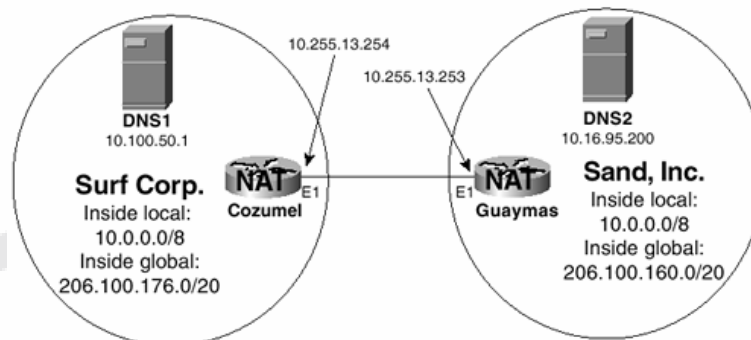 10.255.13.254
10.255.13.253
DNS1
10.100.50.1
DNS2
10.16.95.200
NAT
E1
Cozumel
E1
NAT
Guaymas
Surf Corp.
Inside local:
10.0.0.0/8
Inside global:
206.100.176.0/20
Sand, Inc.
Inside local:
10.0.0.0/8
Inside global:
206.100.160.0/20